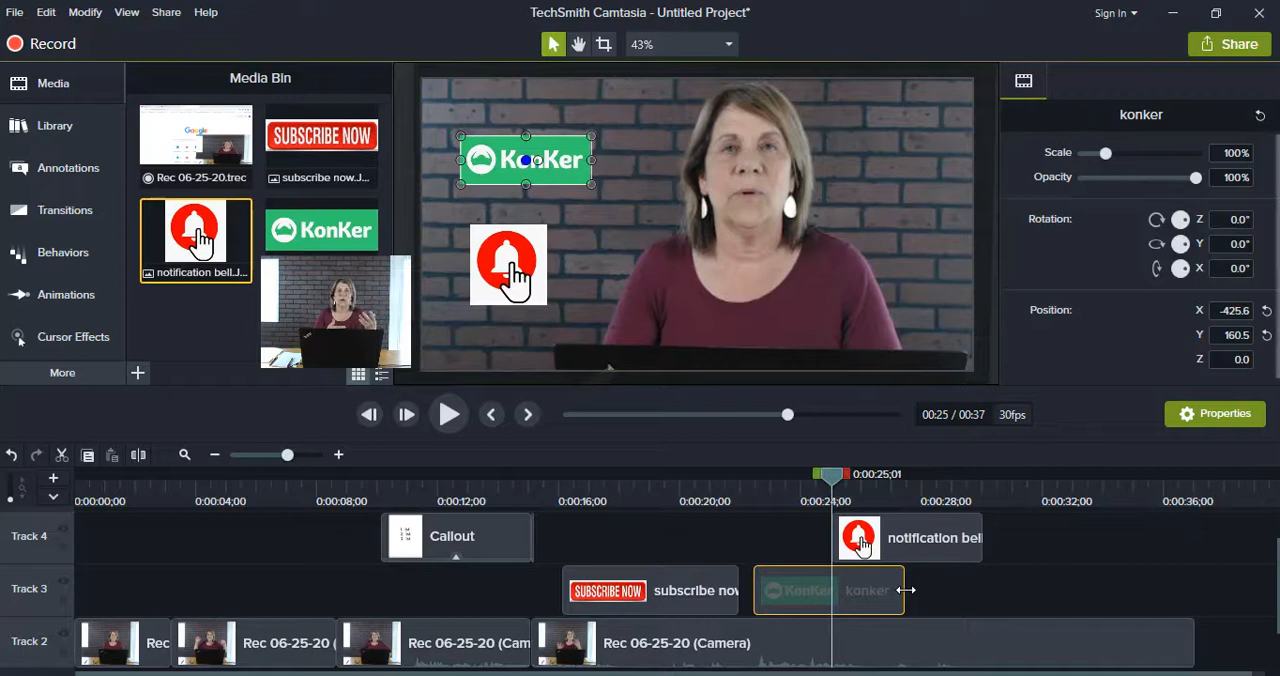 File Edit Modify View Share Help
TechSmith Camtasia - Untitled Project*
Sign In
Record
43%
Share
Media
Library
Annotations
Transitions
Behaviors
Animations
Cursor Effects
More
Media Bin
Google
Rec 06-25-20.trec
SUBSCRIBE NOW
subscribe now.J...
notification bell.J...
KonKer
KonKer
konker
Scale 100%
Opacity 100%
Rotation: Z 0.0°
Y 0.0°
X 0.0°
Position: X -425.6
Y 160.5
Z 0.0
00:25 / 00:37 30fps
Properties
0:00:25;01
0:00:00;00 0:00:04;00 0:00:08;00 0:00:12;00 0:00:16;00 0:00:20;00 0:00:24;00 0:00:28;00 0:00:32;00 0:00:36;00
Track 4
Callout
notification bell
Track 3
SUBSCRIBE NOW subscribe now
KonKer konker
Track 2
Rec
Rec 06-25-20 (
Rec 06-25-20 (Cam
Rec 06-25-20 (Camera)